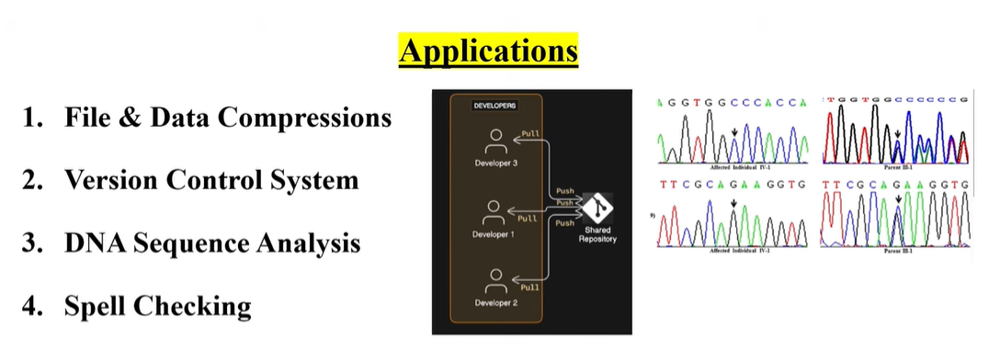 Applications
1. File & Data Compressions
2. Version Control System
3. DNA Sequence Analysis
4. Spell Checking
DEVELOPERS
Pull
Developer 3
Push
Push
Pull
Push
Developer 1
Shared
Repository
Pull
Developer 2
A G G T G G C C C A C C A
Affected Individual IV-1
: T G G T G G C C C C C C G
Parent III-1
T T C G C A G A A G G T G
9)
Affected Individual IV-1
T T C G C A G A A G G T G
Parent III-1